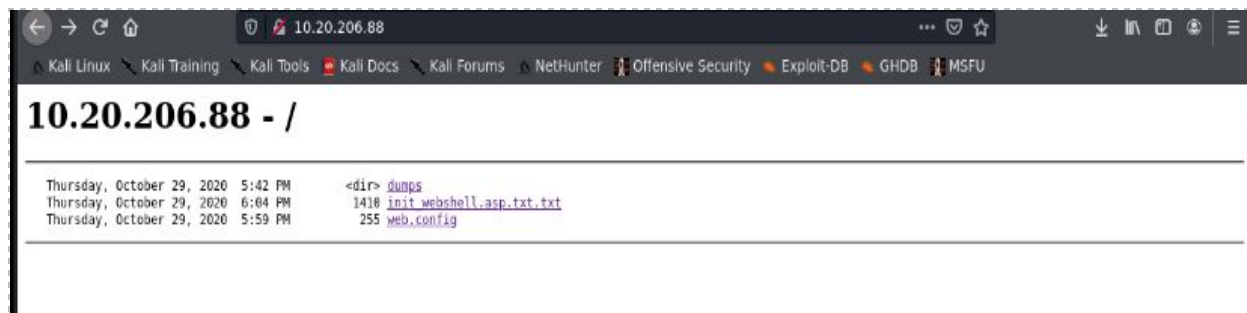 10.20.206.88
Kali Linux Kali Training Kali Tools Kali Docs Kali Forums NetHunter Offensive Security Exploit-DB GHDB MSFU
10.20.206.88 - /
Thursday, October 29, 2020 5:42 PM <dir> dumps
Thursday, October 29, 2020 6:04 PM 1410 init_webshell.asp.txt.txt
Thursday, October 29, 2020 5:59 PM 255 web.config